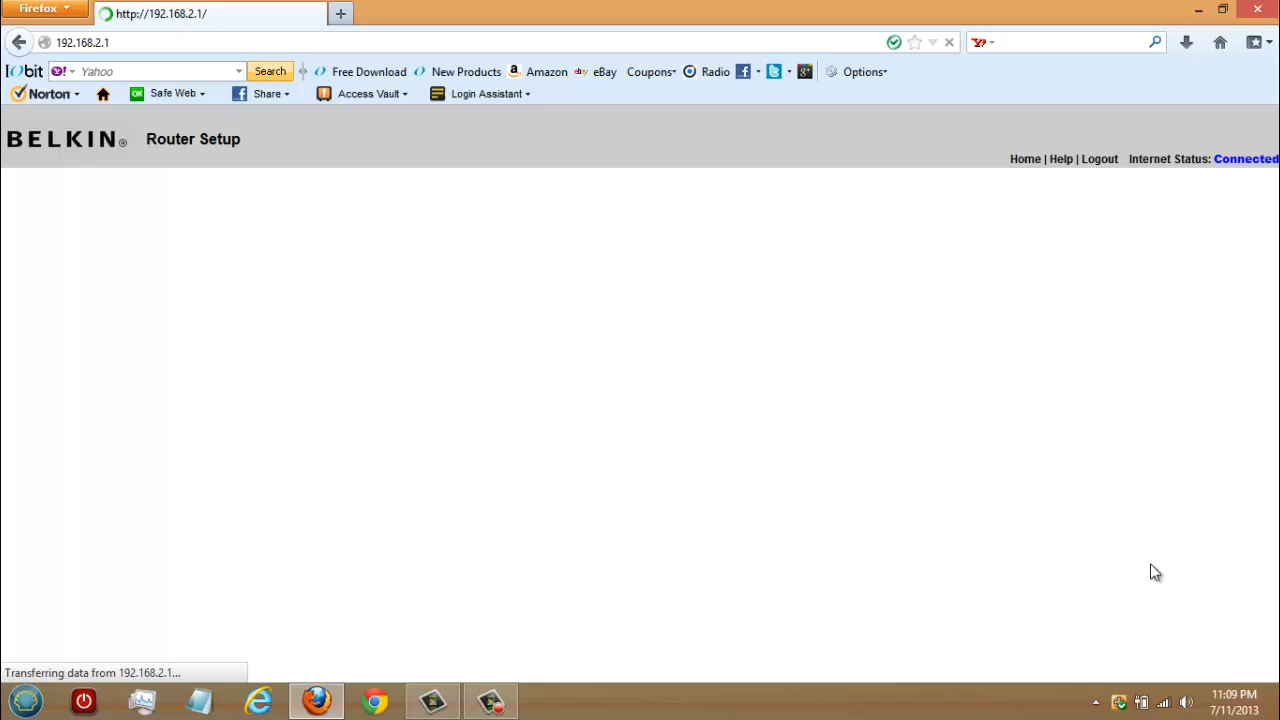 Firefox
http://192.168.2.1/
192.168.2.1
Yahoo Search Free Download New Products Amazon eBay Coupons Radio Options
Norton Safe Web Share Access Vault Login Assistant
BELKIN® Router Setup
Home | Help | Logout Internet Status: Connected
Transferring data from 192.168.2.1...
11:09 PM
7/11/2013